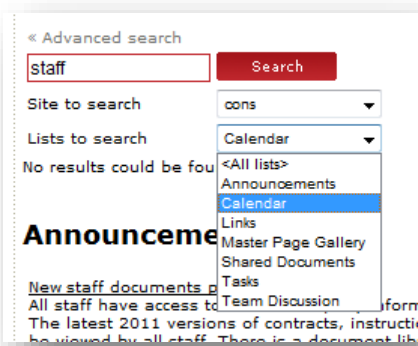 « Advanced search
staff Search
Site to search cons
Lists to search Calendar
No results could be fou
<All lists>
Announcements
Calendar
Links
Master Page Gallery
Shared Documents
Tasks
Team Discussion
Announceme
New staff documents p
All staff have access to inform
The latest 2011 versions of contracts, instructi
be viewed by all staff. There is a document lib